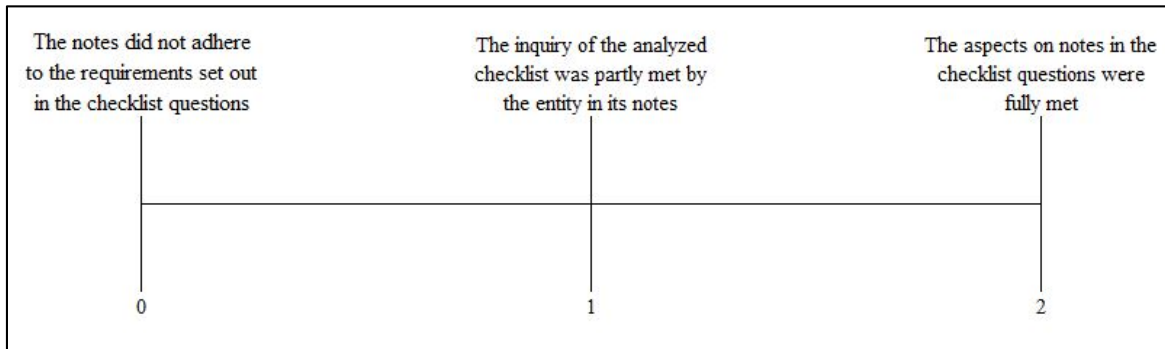 The notes did not adhere
to the requirements set out
in the checklist questions
The inquiry of the analyzed
checklist was partly met by
the entity in its notes
The aspects on notes in the
checklist questions were
fully met
0
1
2